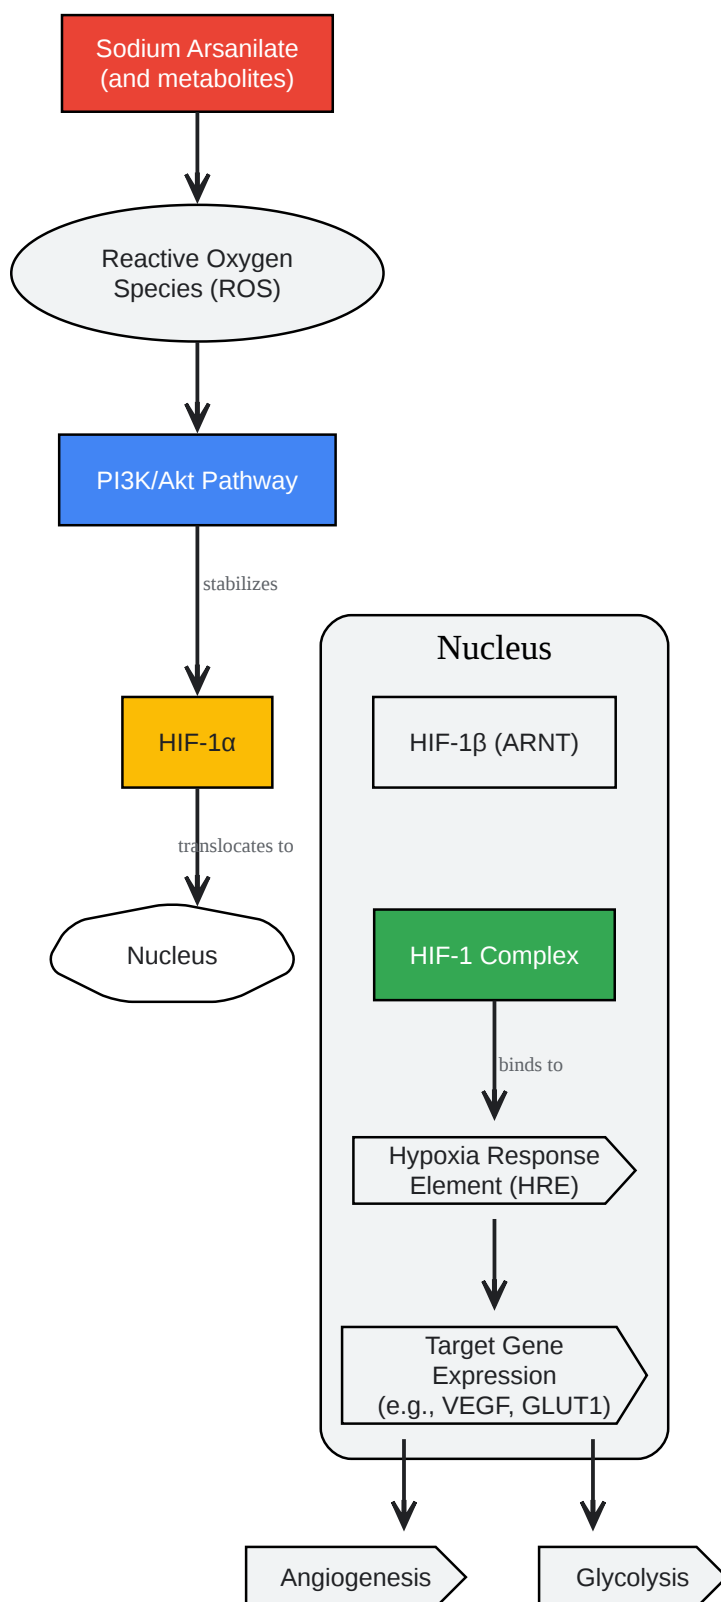 Sodium Arsanilate
(and metabolites)
Reactive Oxygen
Species (ROS)
PI3K/Akt Pathway
stabilizes
Nucleus
HIF-1α
HIF-1β (ARNT)
translocates to
Nucleus
HIF-1 Complex
binds to
Hypoxia Response
Element (HRE)
Target Gene
Expression
(e.g., VEGF, GLUT1)
Angiogenesis
Glycolysis